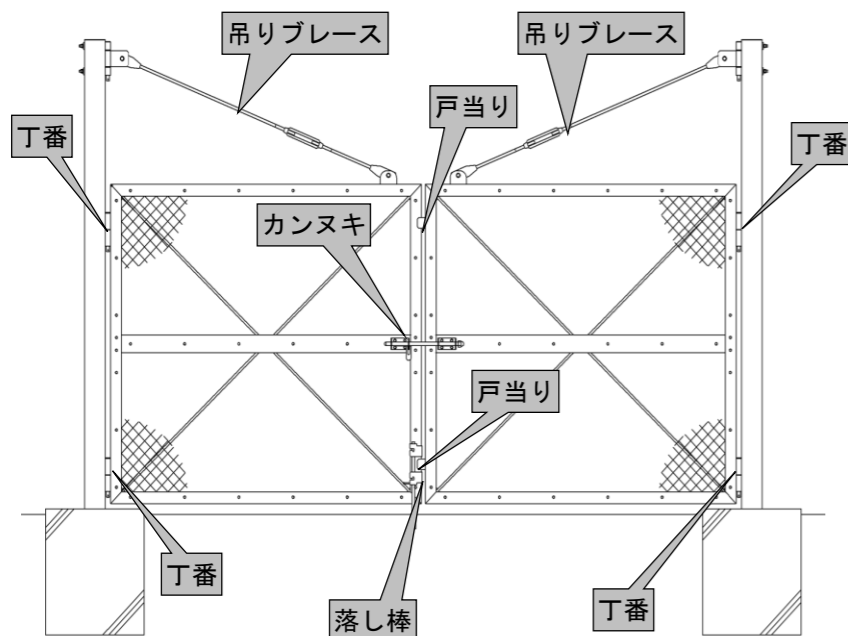 吊りブレース
吊りブレース
戸当り
丁番
丁番
カンヌキ
戸当り
丁番
落し棒
丁番